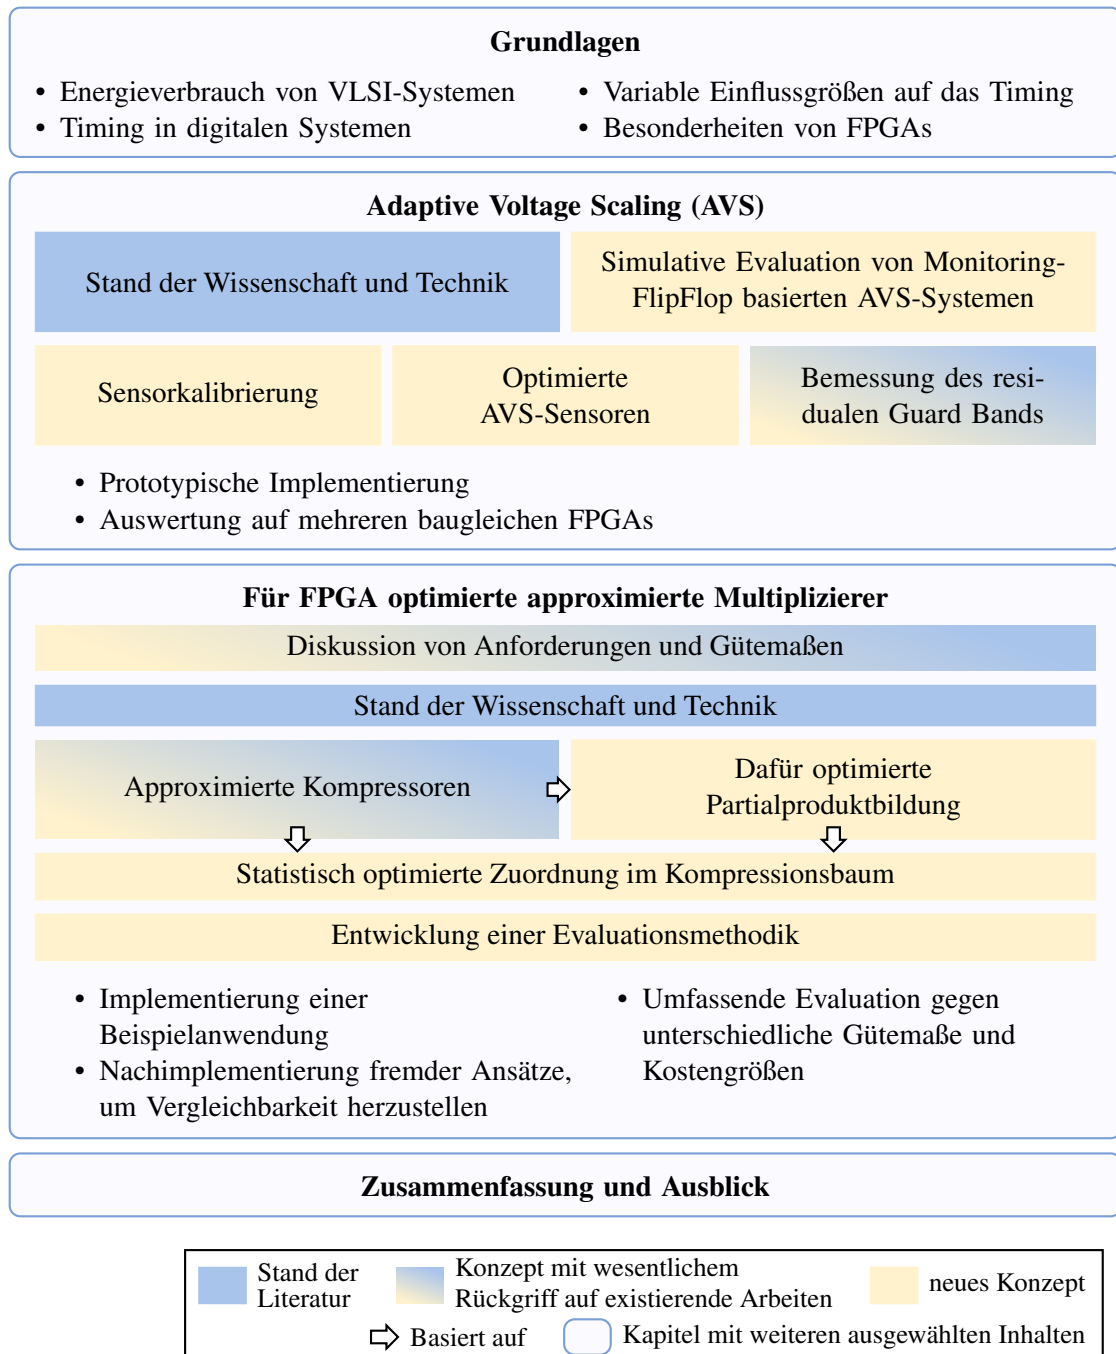 Grundlagen
• Energieverbrauch von VLSI-Systemen
• Timing in digitalen Systemen
• Variable Einflussgrößen auf das Timing
• Besonderheiten von FPGAs
Adaptive Voltage Scaling (AVS)
Stand der Wissenschaft und Technik
Simulative Evaluation von Monitoring-
FlipFlop basierten AVS-Systemen
Sensorkalibrierung
Optimierte
AVS-Sensoren
Bemessung des resi-
dualen Guard Bands
• Prototypische Implementierung
• Auswertung auf mehreren baugleichen FPGAs
Für FPGA optimierte approximierte Multiplizierer
Diskussion von Anforderungen und Gütemaßen
Stand der Wissenschaft und Technik
Approximierte Kompressoren
Dafür optimierte
Partialproduktbildung
Statistisch optimierte Zuordnung im Kompressionsbaum
Entwicklung einer Evaluationsmethodik
• Implementierung einer
Beispielanwendung
• Nachimplementierung fremder Ansätze,
um Vergleichbarkeit herzustellen
• Umfassende Evaluation gegen
unterschiedliche Gütemaße und
Kostengrößen
Zusammenfassung und Ausblick
Stand der
Literatur
Konzept mit wesentlichem
Rückgriff auf existierende Arbeiten
neues Konzept
Basiert auf
Kapitel mit weiteren ausgewählten Inhalten